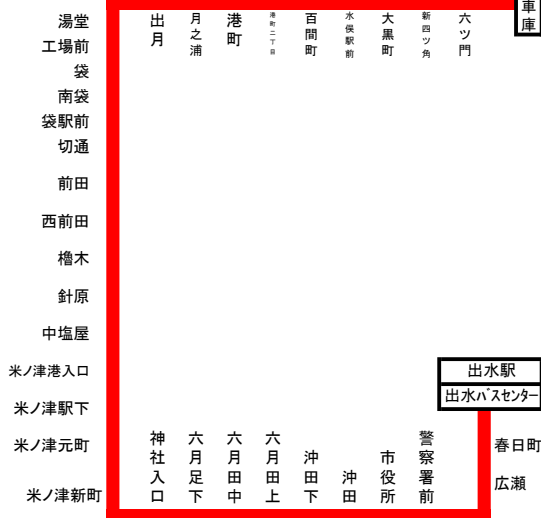 車庫
六ツ門
新四ツ角
大黒町
水俣駅前
百間町
港町二丁目
港町
月之浦
出月
湯堂
工場前
袋
南袋
袋駅前
切通
前田
西前田
櫓木
針原
中塩屋
米ノ津港入口
米ノ津駅下
米ノ津元町
米ノ津新町
神社入口
六月足下
六月田中
六月田上
沖田下
沖田
市役所
警察署前
広瀬
春日町
出水駅
出水バスセンター